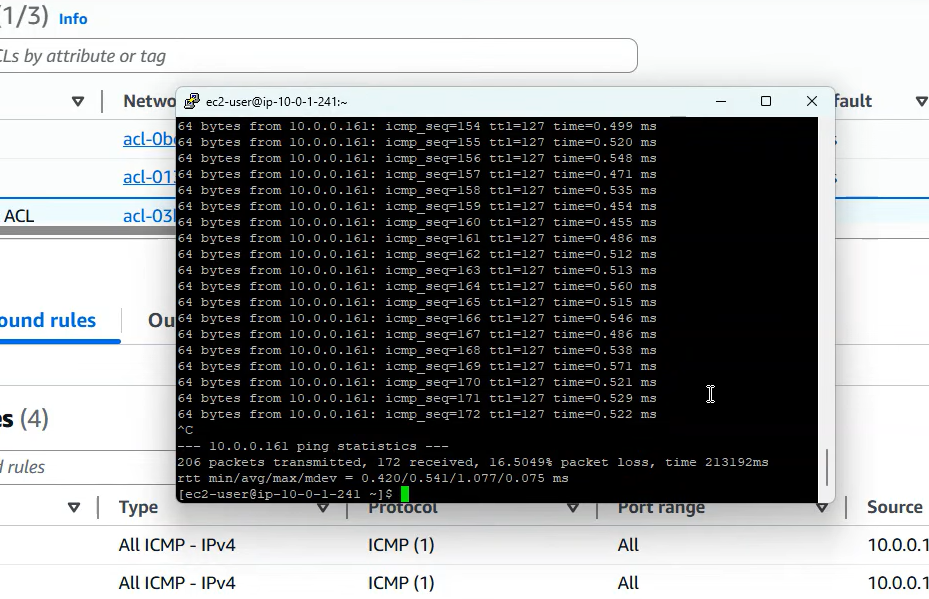 (1/3) Info
CLs by attribute or tag
ec2-user@ip-10-0-1-241:~
64 bytes from 10.0.0.161: icmp_seq=154 ttl=127 time=0.499 ms
64 bytes from 10.0.0.161: icmp_seq=155 ttl=127 time=0.520 ms
64 bytes from 10.0.0.161: icmp_seq=156 ttl=127 time=0.548 ms
64 bytes from 10.0.0.161: icmp_seq=157 ttl=127 time=0.471 ms
64 bytes from 10.0.0.161: icmp_seq=158 ttl=127 time=0.535 ms
64 bytes from 10.0.0.161: icmp_seq=159 ttl=127 time=0.454 ms
64 bytes from 10.0.0.161: icmp_seq=160 ttl=127 time=0.455 ms
64 bytes from 10.0.0.161: icmp_seq=161 ttl=127 time=0.486 ms
64 bytes from 10.0.0.161: icmp_seq=162 ttl=127 time=0.512 ms
64 bytes from 10.0.0.161: icmp_seq=163 ttl=127 time=0.513 ms
64 bytes from 10.0.0.161: icmp_seq=164 ttl=127 time=0.560 ms
64 bytes from 10.0.0.161: icmp_seq=165 ttl=127 time=0.515 ms
64 bytes from 10.0.0.161: icmp_seq=166 ttl=127 time=0.546 ms
64 bytes from 10.0.0.161: icmp_seq=167 ttl=127 time=0.486 ms
64 bytes from 10.0.0.161: icmp_seq=168 ttl=127 time=0.538 ms
64 bytes from 10.0.0.161: icmp_seq=169 ttl=127 time=0.571 ms
64 bytes from 10.0.0.161: icmp_seq=170 ttl=127 time=0.521 ms
64 bytes from 10.0.0.161: icmp_seq=171 ttl=127 time=0.529 ms
64 bytes from 10.0.0.161: icmp_seq=172 ttl=127 time=0.522 ms
^C
--- 10.0.0.161 ping statistics ---
206 packets transmitted, 172 received, 16.5049% packet loss, time 213192ms
rtt min/avg/max/mdev = 0.420/0.541/1.077/0.075 ms
[ec2-user@ip-10-0-1-241 ~]$
Netwo
fault
acl-0b
acl-01
ACL acl-03
ound rules
Ou
es (4)
d rules
Type Protocol Port range Source
All ICMP - IPv4 ICMP (1) All 10.0.0.1
All ICMP - IPv4 ICMP (1) All 10.0.0.1